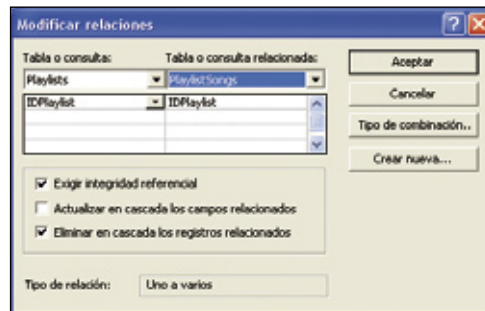 Modificar relaciones
Tabla o consulta: Tabla o consulta relacionada:
Playlists PlaylistSongs
IDPlaylist IDPlaylist
Aceptar
Cancelar
Tipo de combinación..
Crear nueva...
Exigir integridad referencial
Actualizar en cascada los campos relacionados
Eliminar en cascada los registros relacionados
Tipo de relación: Uno a varios